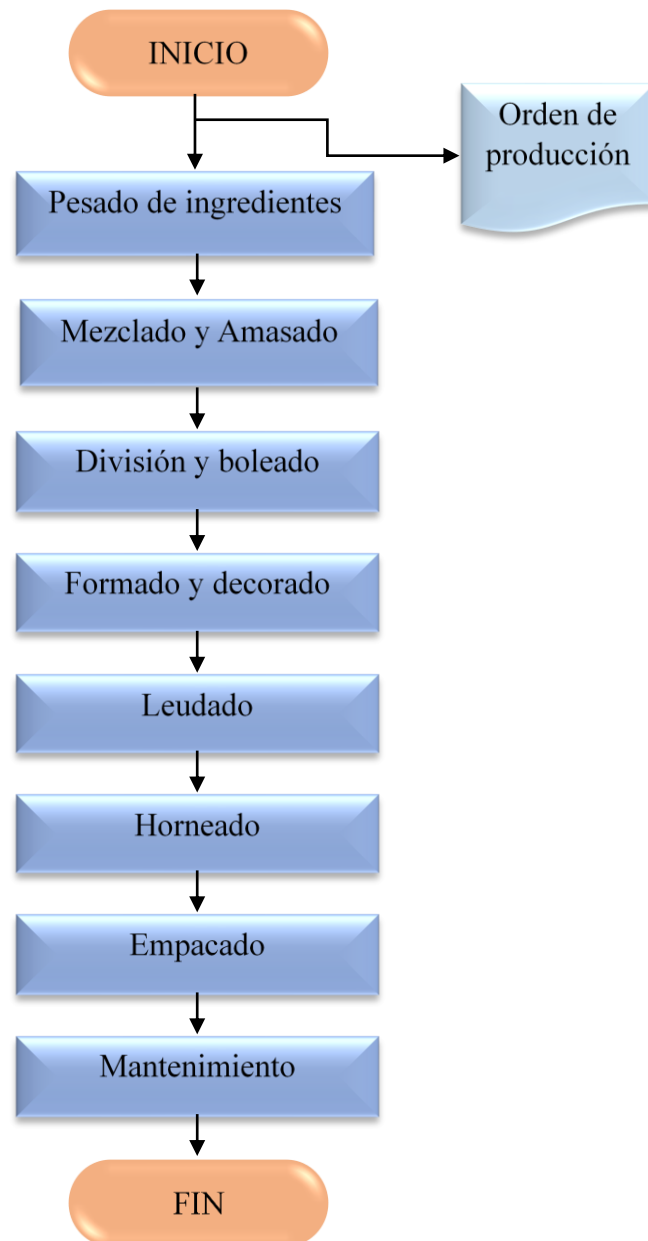 INICIO
Orden de
producción
Pesado de ingredientes
Mezclado y Amasado
División y boleado
Formado y decorado
Leudado
Horneado
Empacado
Mantenimiento
FIN